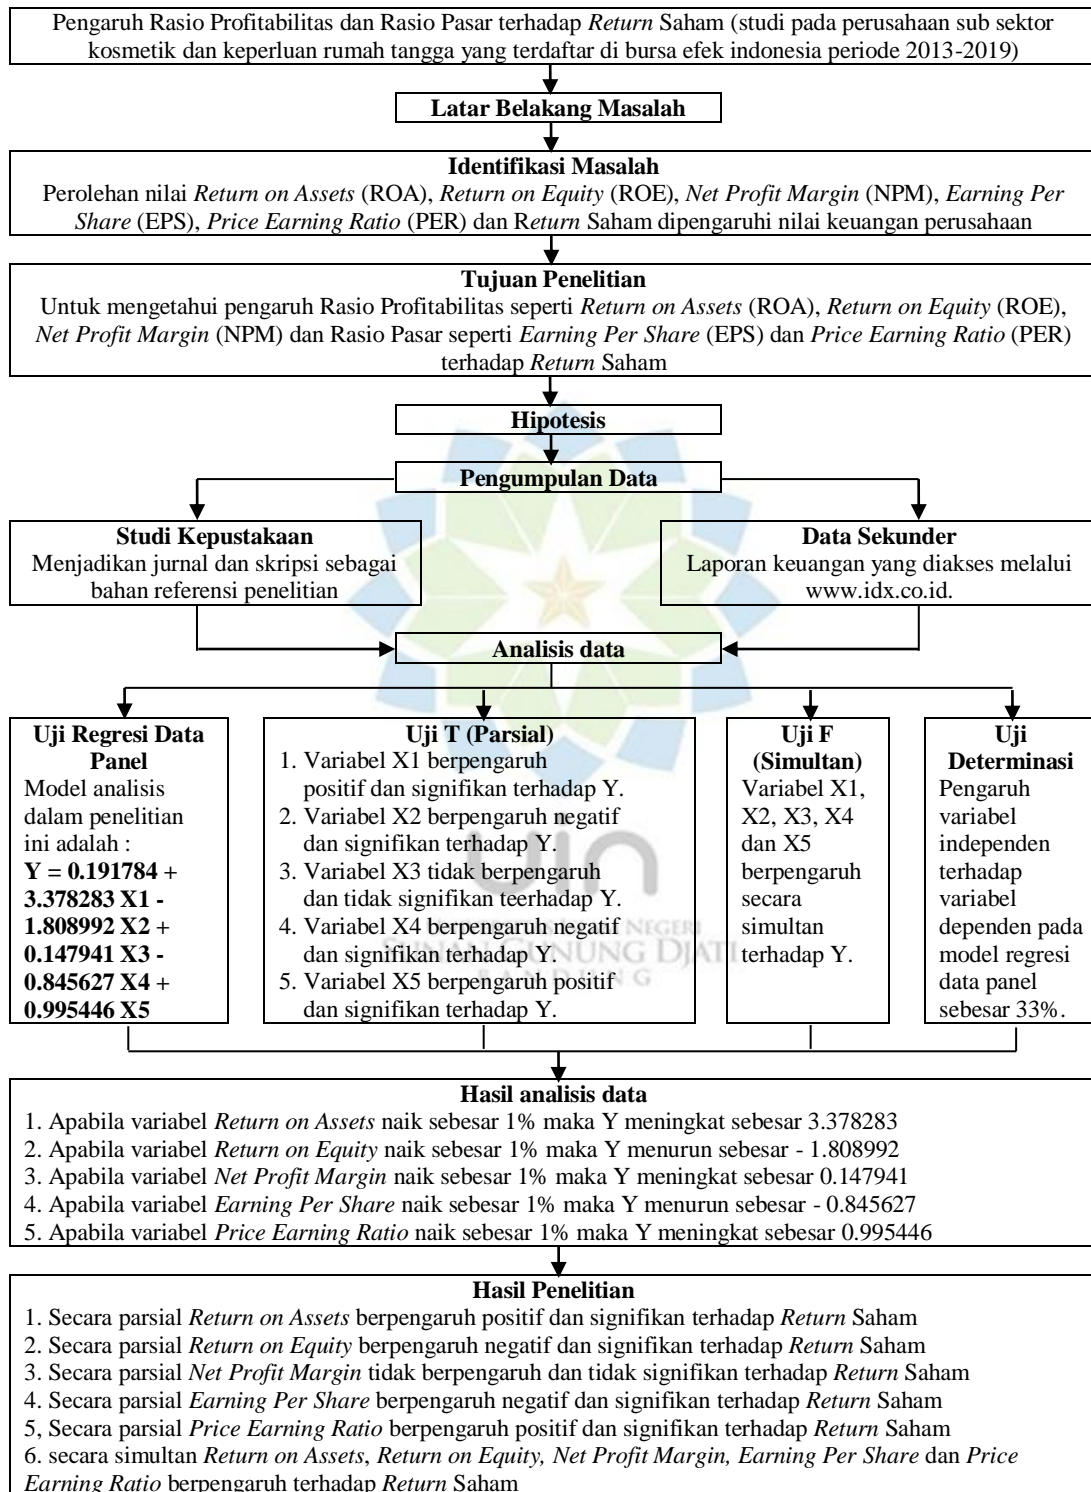 Pengaruh Rasio Profitabilitas dan Rasio Pasar terhadap Return Saham (studi pada perusahaan sub sektor
kosmetik dan keperluan rumah tangga yang terdaftar di bursa efek indonesia periode 2013-2019)
Latar Belakang Masalah
Identifikasi Masalah
Perolehan nilai Return on Assets (ROA), Return on Equity (ROE), Net Profit Margin (NPM), Earning Per
Share (EPS), Price Earning Ratio (PER) dan Return Saham dipengaruhi nilai keuangan perusahaan
Tujuan Penelitian
Untuk mengetahui pengaruh Rasio Profitabilitas seperti Return on Assets (ROA), Return on Equity (ROE),
Net Profit Margin (NPM) dan Rasio Pasar seperti Earning Per Share (EPS) dan Price Earning Ratio (PER)
terhadap Return Saham
Hipotesis
Pengumpulan Data
Studi Kepustakaan
Menjadikan jurnal dan skripsi sebagai
bahan referensi penelitian
Data Sekunder
Laporan keuangan yang diakses melalui
www.idx.co.id.
Analisis data
Uji Regresi Data
Panel
Model analisis
dalam penelitian
ini adalah :
Y = 0.191784 +
3.378283 X1 -
1.808992 X2 +
0.147941 X3 -
0.845627 X4 +
0.995446 X5
Uji T (Parsial)
1. Variabel X1 berpengaruh
positif dan signifikan terhadap Y.
2. Variabel X2 berpengaruh negatif
dan signifikan terhadap Y.
3. Variabel X3 tidak berpengaruh
dan tidak signifikan teerhadap Y.
4. Variabel X4 berpengaruh negatif
dan signifikan terhadap Y.
5. Variabel X5 berpengaruh positif
dan signifikan terhadap Y.
Uji F
(Simultan)
Variabel X1,
X2, X3, X4
dan X5
berpengaruh
secara
simultan
terhadap Y.
Uji
Determinasi
Pengaruh
variabel
independen
terhadap
variabel
dependen pada
model regresi
data panel
sebesar 33%.
uin
UNIVERSITAS ISLAM NEGERI
SUNAN GUNUNG DJATI
BANDUNG
Hasil analisis data
1. Apabila variabel Return on Assets naik sebesar 1% maka Y meningkat sebesar 3.378283
2. Apabila variabel Return on Equity naik sebesar 1% maka Y menurun sebesar - 1.808992
3. Apabila variabel Net Profit Margin naik sebesar 1% maka Y meningkat sebesar 0.147941
4. Apabila variabel Earning Per Share naik sebesar 1% maka Y menurun sebesar - 0.845627
5. Apabila variabel Price Earning Ratio naik sebesar 1% maka Y meningkat sebesar 0.995446
Hasil Penelitian
1. Secara parsial Return on Assets berpengaruh positif dan signifikan terhadap Return Saham
2. Secara parsial Return on Equity berpengaruh negatif dan signifikan terhadap Return Saham
3. Secara parsial Net Profit Margin tidak berpengaruh dan tidak signifikan terhadap Return Saham
4. Secara parsial Earning Per Share berpengaruh negatif dan signifikan terhadap Return Saham
5, Secara parsial Price Earning Ratio berpengaruh positif dan signifikan terhadap Return Saham
6. secara simultan Return on Assets, Return on Equity, Net Profit Margin, Earning Per Share dan Price
Earning Ratio berpengaruh terhadap Return Saham